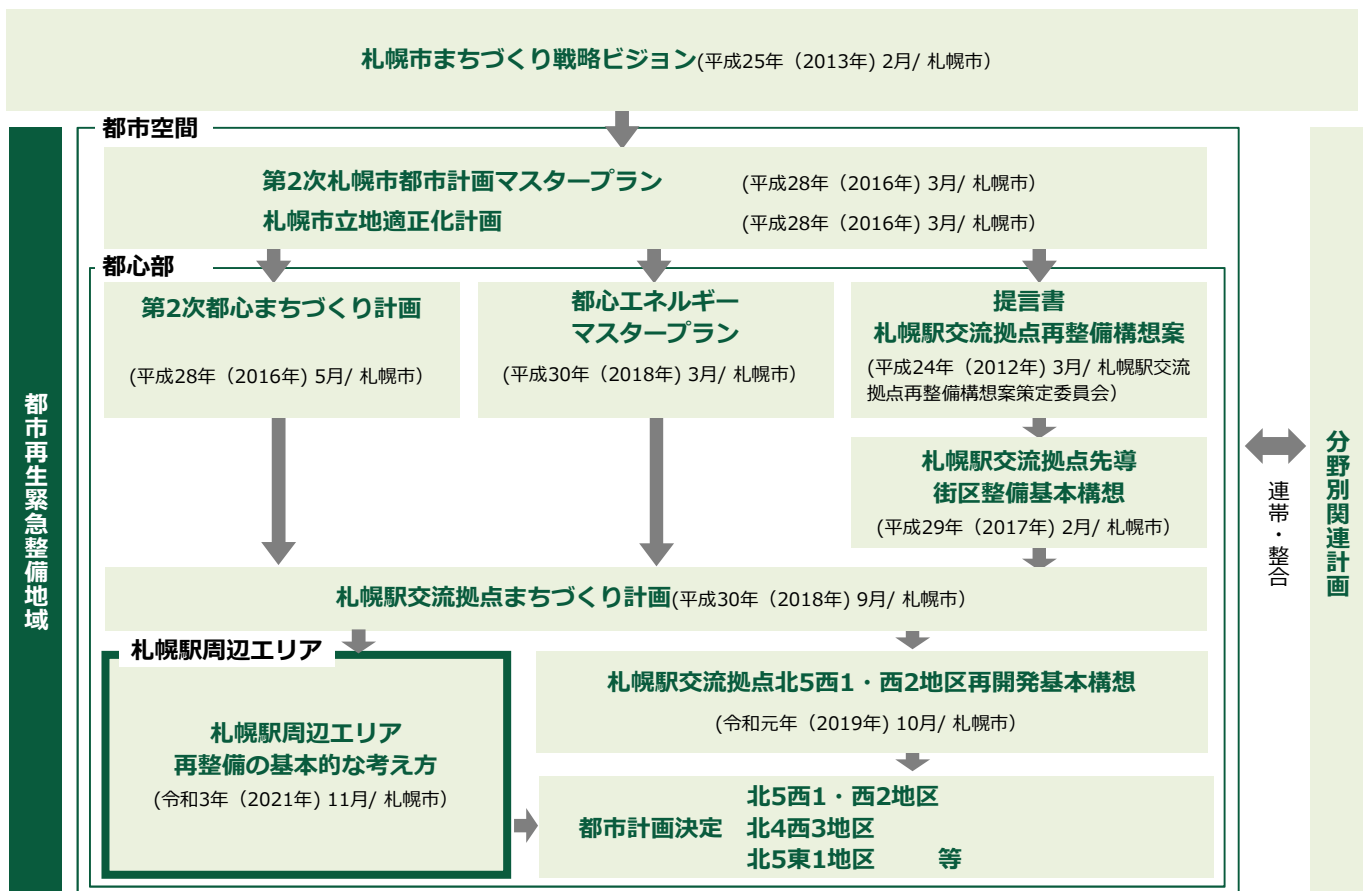 札幌市まちづくり戦略ビジョン(平成25年（2013年) 2月/ 札幌市）
都市空間
第2次札幌市都市計画マスタープラン (平成28年（2016年) 3月/ 札幌市）
札幌市立地適正化計画 (平成28年（2016年) 3月/ 札幌市）
都心部
第2次都心まちづくり計画
(平成28年（2016年) 5月/ 札幌市）
都心エネルギー
マスタープラン
(平成30年（2018年) 3月/ 札幌市）
提言書
札幌駅交流拠点再整備構想案
(平成24年（2012年) 3月/ 札幌駅交流
拠点再整備構想案策定委員会）
札幌駅交流拠点先導
街区整備基本構想
(平成29年（2017年) 2月/ 札幌市）
札幌駅交流拠点まちづくり計画(平成30年（2018年) 9月/ 札幌市）
札幌駅周辺エリア
札幌駅周辺エリア
再整備の基本的な考え方
(令和3年（2021年) 11月/ 札幌市）
札幌駅交流拠点北5西1・西2地区再開発基本構想
(令和元年（2019年) 10月/ 札幌市）
都市計画決定
北5西1・西2地区
北4西3地区
北5東1地区 等
都市再生緊急整備地域
連帯・整合
分野別関連計画